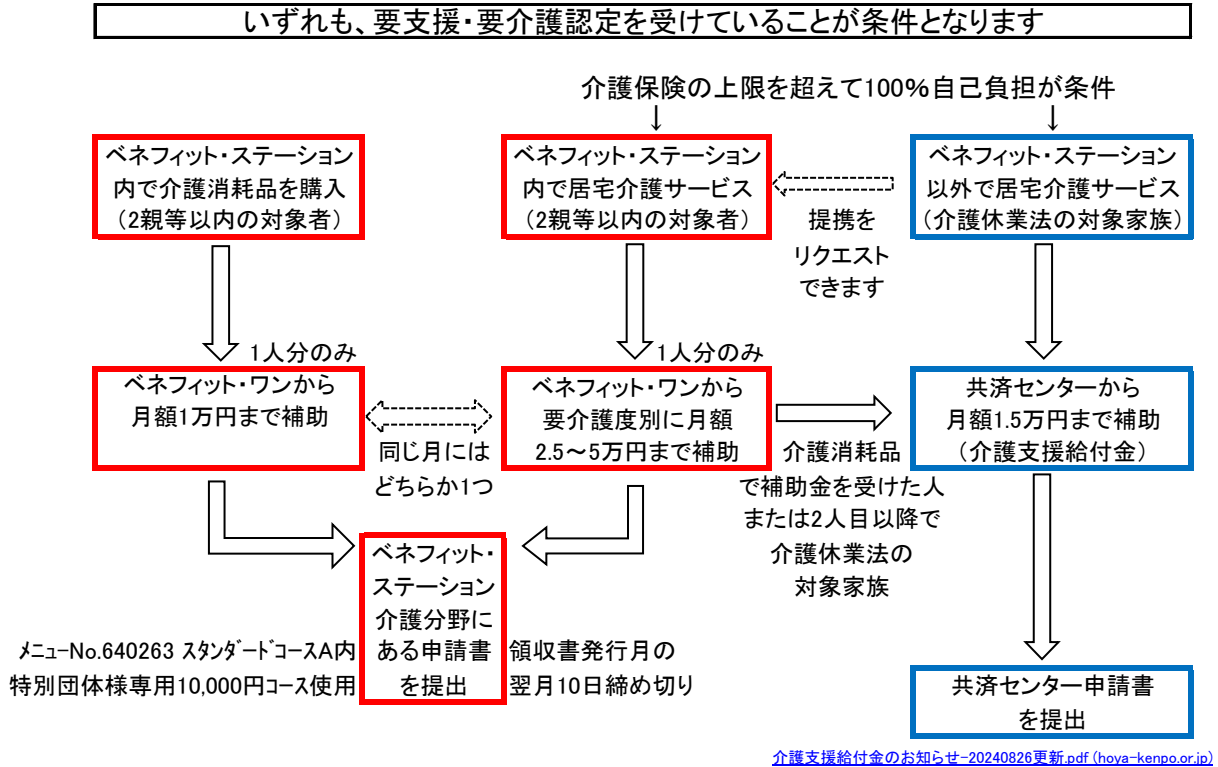 いずれも、要支援・要介護認定を受けていることが条件となります
介護保険の上限を超えて100%自己負担が条件
↓
↓
ベネフィット・ステーション
内で介護消耗品を購入
(2親等以内の対象者)
ベネフィット・ステーション
内で居宅介護サービス
(2親等以内の対象者)
提携を
リクエスト
できます
ベネフィット・ステーション
以外で居宅介護サービス
(介護休業法の対象家族)
1人分のみ
1人分のみ
ベネフィット・ワンから
月額1万円まで補助
同じ月には
どちらか1つ
ベネフィット・ワンから
要介護度別に月額
2.5~5万円まで補助
介護消耗品
で補助金を受けた人
または2人目以降で
介護休業法の
対象家族
共済センターから
月額1.5万円まで補助
(介護支援給付金)
メニューNo.640263 スタンダードコースA内
特別団体様専用10,000円コース使用
ベネフィット・
ステーション
介護分野に
ある申請書
を提出
領収書発行月の
翌月10日締め切り
共済センター申請書
を提出
介護支援給付金のお知らせ-20240826更新.pdf (hoya-kenpo.or.jp)